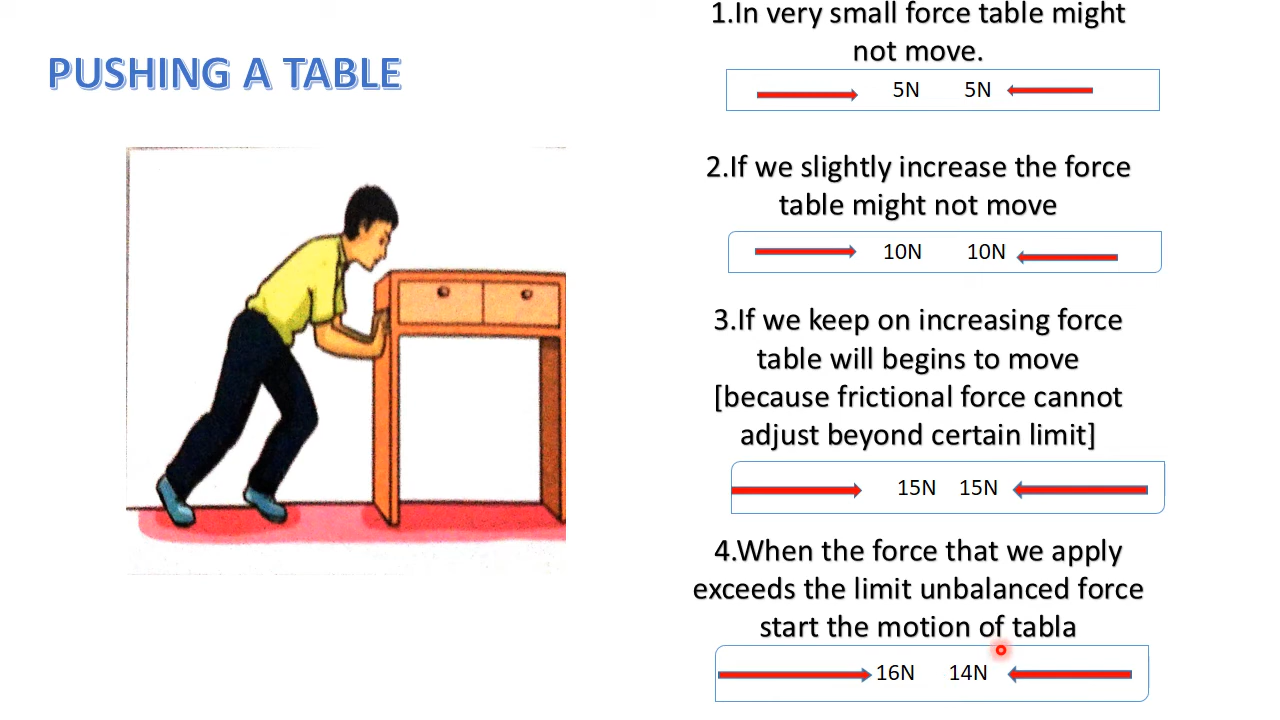 PUSHING A TABLE
1.In very small force table might
not move.
5N 5N
2.If we slightly increase the force
table might not move
10N 10N
3.If we keep on increasing force
table will begins to move
[because frictional force cannot
adjust beyond certain limit]
15N 15N
4.When the force that we apply
exceeds the limit unbalanced force
start the motion of tabla
16N 14N